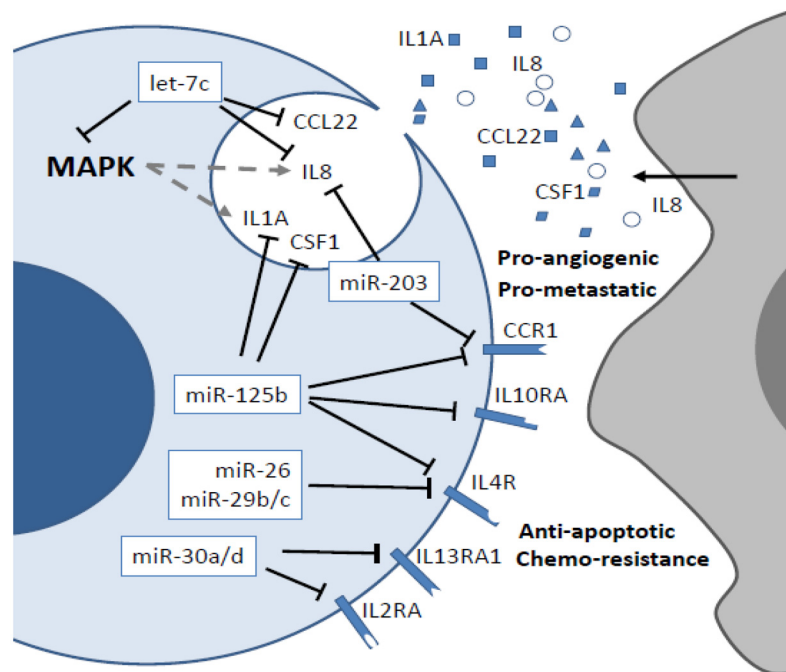 IL1A
let-7c
IL8
CCL22
CCL22
MAPK
IL8
CSF1
IL1A
IL8
CSF1
Pro-angiogenic
miR-203
Pro-metastatic
CCR1
miR-125b
IL10RA
miR-26
miR-29b/c
IL4R
Anti-apoptotic
miR-30a/d
IL13RA1
Chemo-resistance
IL2RA